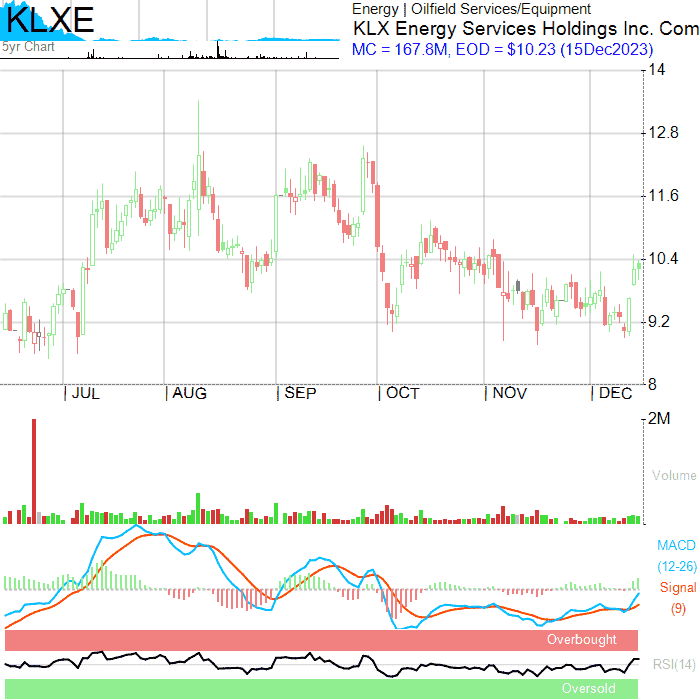 KLXE
5yr Chart
Energy | Oilfield Services/Equipment
KLX Energy Services Holdings Inc. Com
MC = 167.8M, EOD = $10.23 (15Dec2023)
14
12.8
11.6
10.4
9.2
8
JUL AUG SEP OCT NOV DEC
2M
Volume
MACD
(12-26)
Signal
(9)
Overbought
RSI(14)
Oversold